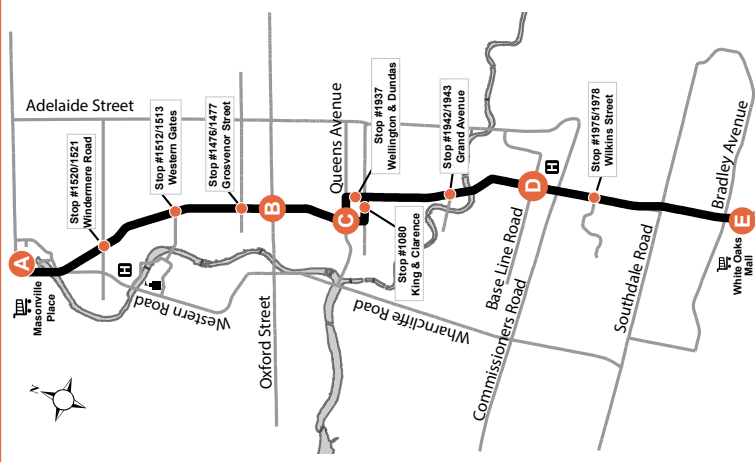 N
Masonville
Place
A
Stop #1520/1521
Windermere Road
Adelaide Street
Stop #1512/1513
Western Gates
H
Western Road
Stop #1476/1477
Grosvenor Street
B
Oxford Street
Queens Avenue
C
Stop #1937
Wellington & Dundas
Stop #1080
King & Clarence
Wharncliffe Road
Stop #1942/1943
Grand Avenue
D
H
Base Line Road
Commissioners Road
Stop #1975/1978
Wilkins Street
Southdale Road
Bradley Avenue
E
White Oaks
Mall